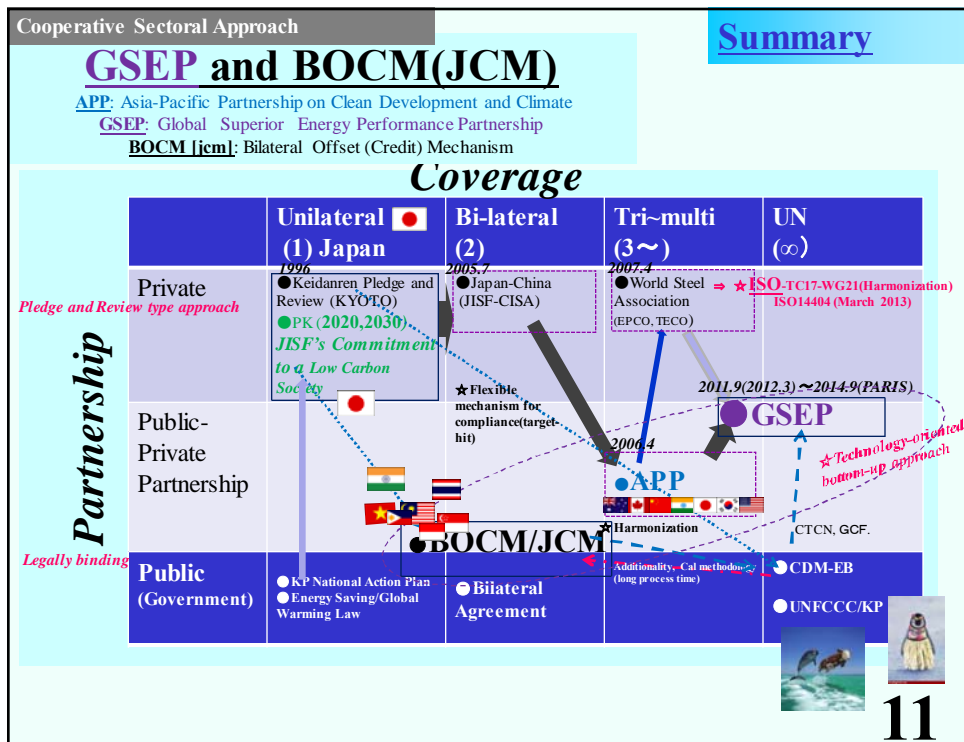 Cooperative Sectoral Approach
Summary
GSEP and BOCM(JCM)
APP: Asia-Pacific Partnership on Clean Development and Climate
GSEP: Global Superior Energy Performance Partnership
BOCM [jcm]: Bilateral Offset (Credit) Mechanism
Coverage
Unilateral
(1) Japan
Bi-lateral
(2)
Tri~multi
(3~)
UN
(∞)
Partnership
Pledge and Review type approach
Private
1996
●Keidanren Pledge and
Review (KYOTO)
●PK (2020,2030)
JISF's Commitment
to a Low Carbon
Society
2005.7
●Japan-China
(JISF-CISA)
2007.4
●World Steel
Association
(EPCO, TECO)
⇒ ☆ISO-TC17-WG21(Harmonization)
ISO14404 (March 2013)
☆Flexible
mechanism for
compliance(target-
hit)
2011.9(2012.3)~2014.9(PARIS)
●GSEP
Public-
Private
Partnership
2006.4
●APP
☆Technology-oriented
bottom-up approach
☆Harmonization
●BOCM/JCM
CTCN, GCF.
Legally binding
Public
(Government)
●KP National Action Plan
●Energy Saving/Global
Warming Law
●Bilateral
Agreement
Additionality, Cal methodology
(long process time)
●CDM-EB
●UNFCCC/KP
11